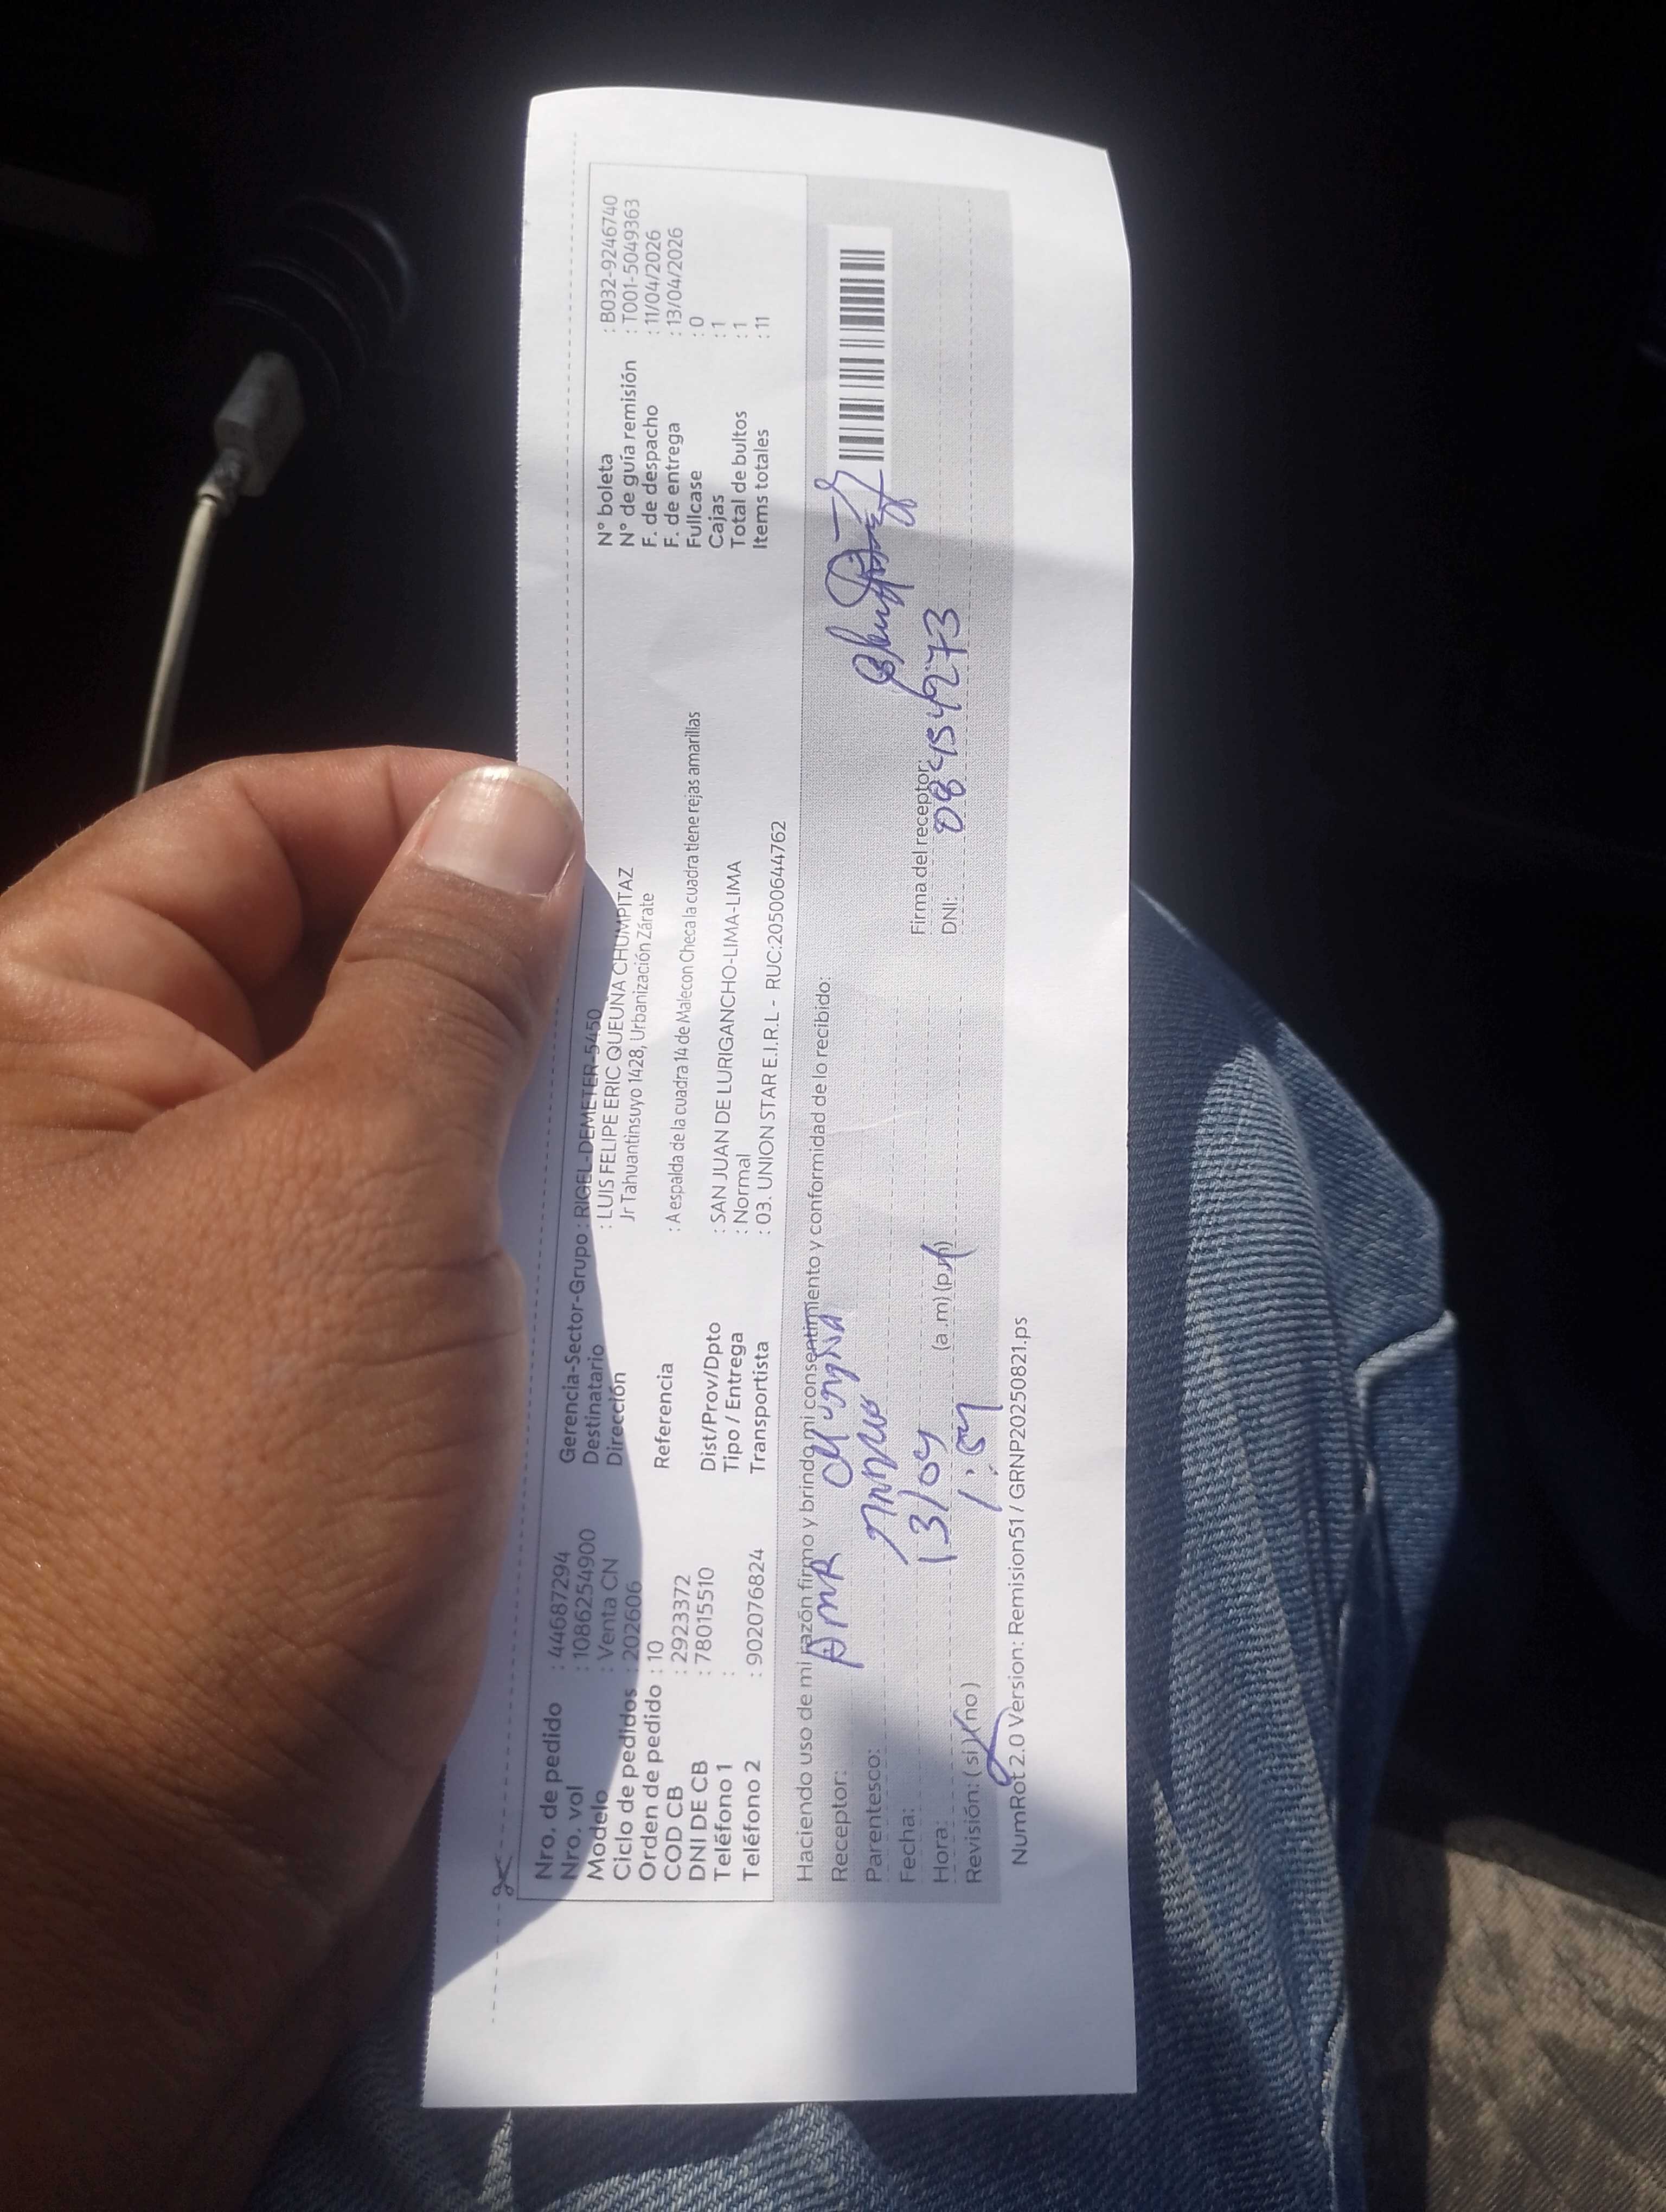 Nro. de pedido : 44687294
Nro. vol : 1086254900
Modelo : Venta CN
Ciclo de pedidos : 202606
Orden de pedido : 10
COD CB : 2923372
DNI DE CB : 78015510
Teléfono 1 :
Teléfono 2 : 902076824
Gerencia-Sector-Grupo : RIGEL-DEMETER-5450
Destinatario : LUIS FELIPE ERIC QUEUNA CHUMPITAZ
Dirección Jr Tahuantinsuyo 1428, Urbanización Zárate
Referencia : A espalda de la cuadra 14 de Malecon Checa la cuadra tiene rejas amarillas
Dist/Prov/Dpto : SAN JUAN DE LURIGANCHO-LIMA-LIMA
Tipo / Entrega : Normal
Transportista : 03. UNION STAR E.I.R.L - RUC:20500644762
N° boleta : B032-9246740
N° de guía remisión : T001-5049363
F. de despacho : 11/04/2026
F. de entrega : 13/04/2026
Fullcase : 0
Cajas : 1
Total de bultos : 1
Items totales : 11
Haciendo uso de mi razón firmo y brindo mi consentimiento y conformidad de lo recibido:
Receptor:
Parentesco:
Fecha: 13/04
Hora: (a.m) (p.m)
Revisión: ( si ) ( no )
Firma del receptor:
DNI:
NumRot 2.0 Version: Remision51 / GRNP20250821.ps